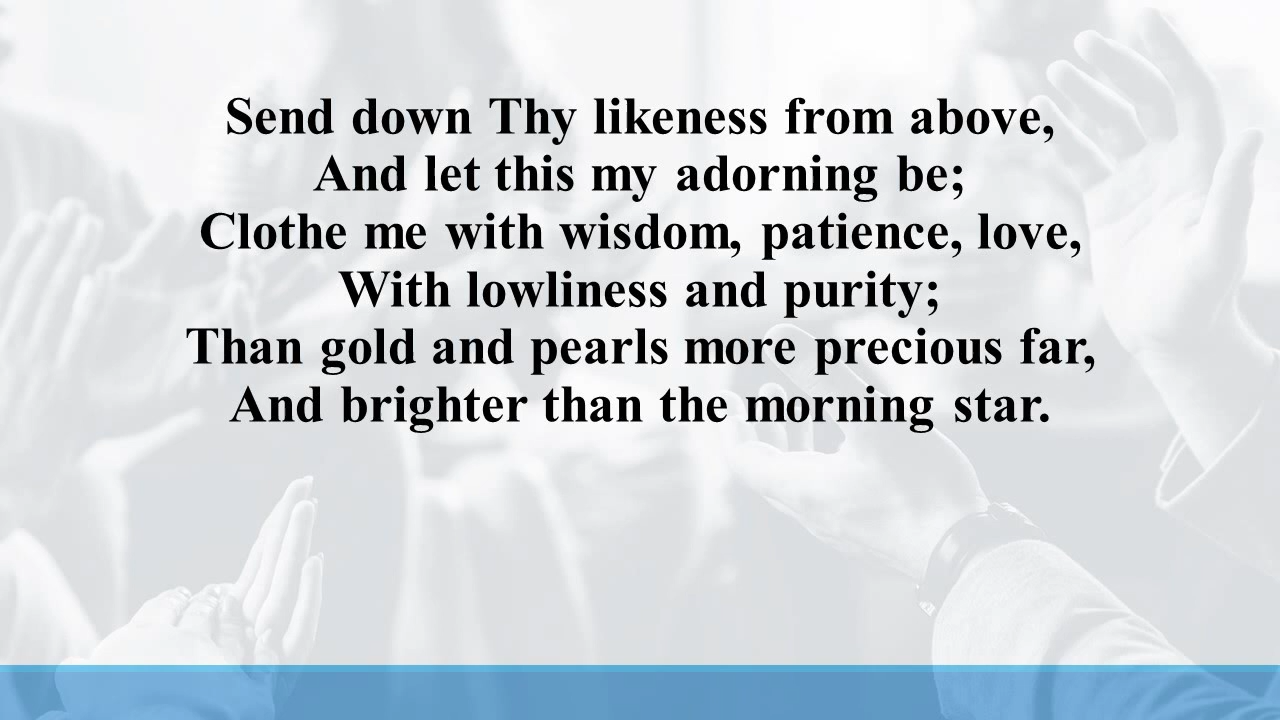 Send down Thy likeness from above,
And let this my adorning be;
Clothe me with wisdom, patience, love,
With lowliness and purity;
Than gold and pearls more precious far,
And brighter than the morning star.